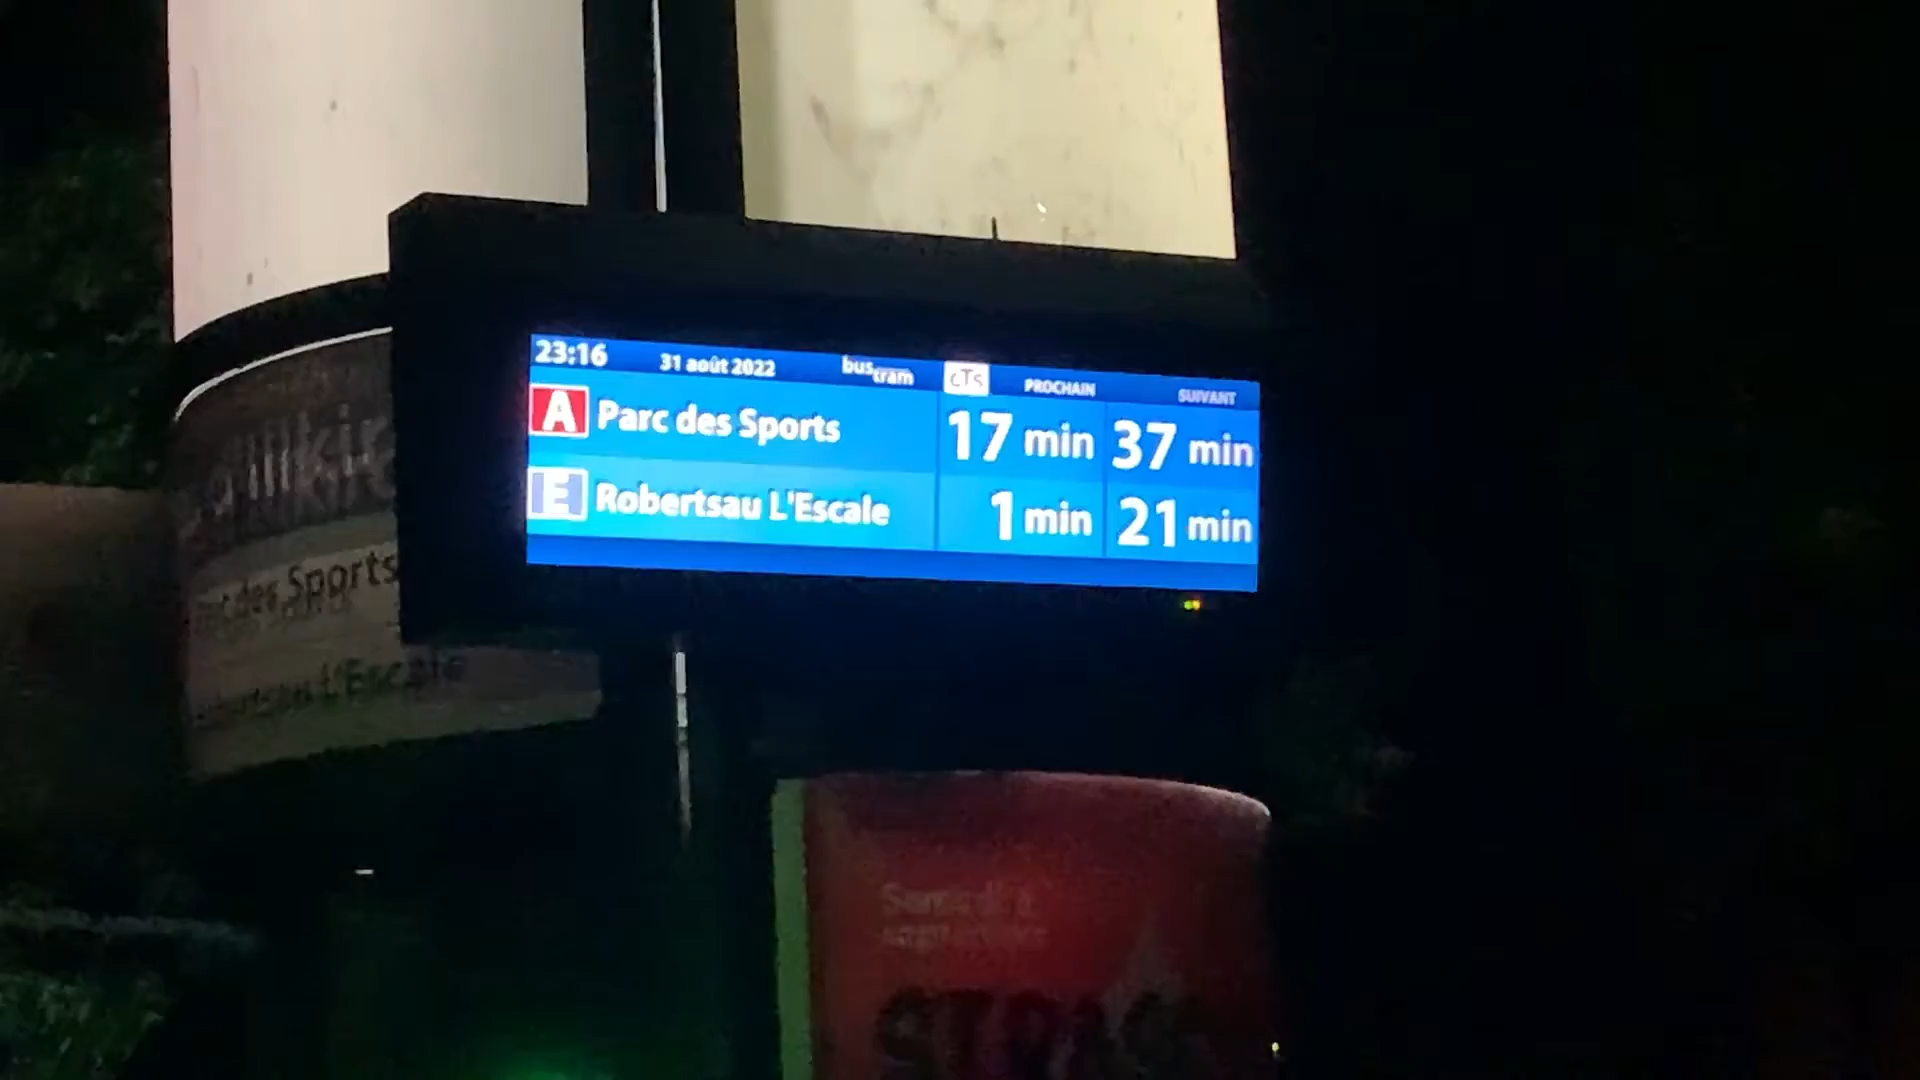 23:16 31 août 2022 bus tram cTs PROCHAIN SUIVANT
A Parc des Sports 17 min 37 min
E Robertsau L'Escale 1 min 21 min
des Sports
L'Escale